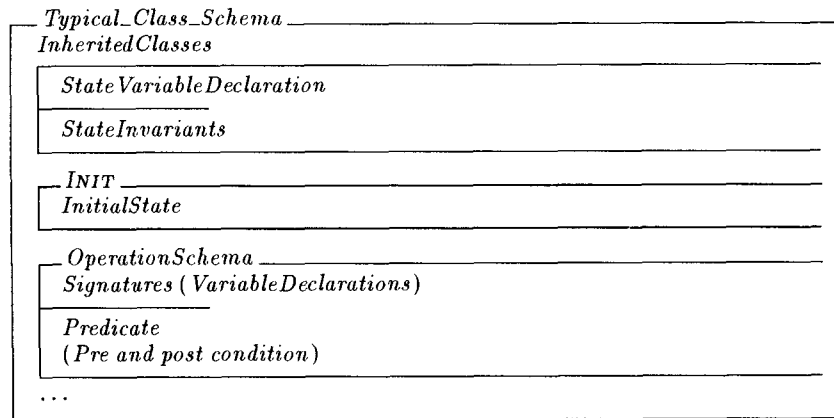 Typical_Class_Schema
InheritedClasses
StateVariableDeclaration
StateInvariants
INIT
InitialState
OperationSchema
Signatures (VariableDeclarations)
Predicate
(Pre and post condition)
...